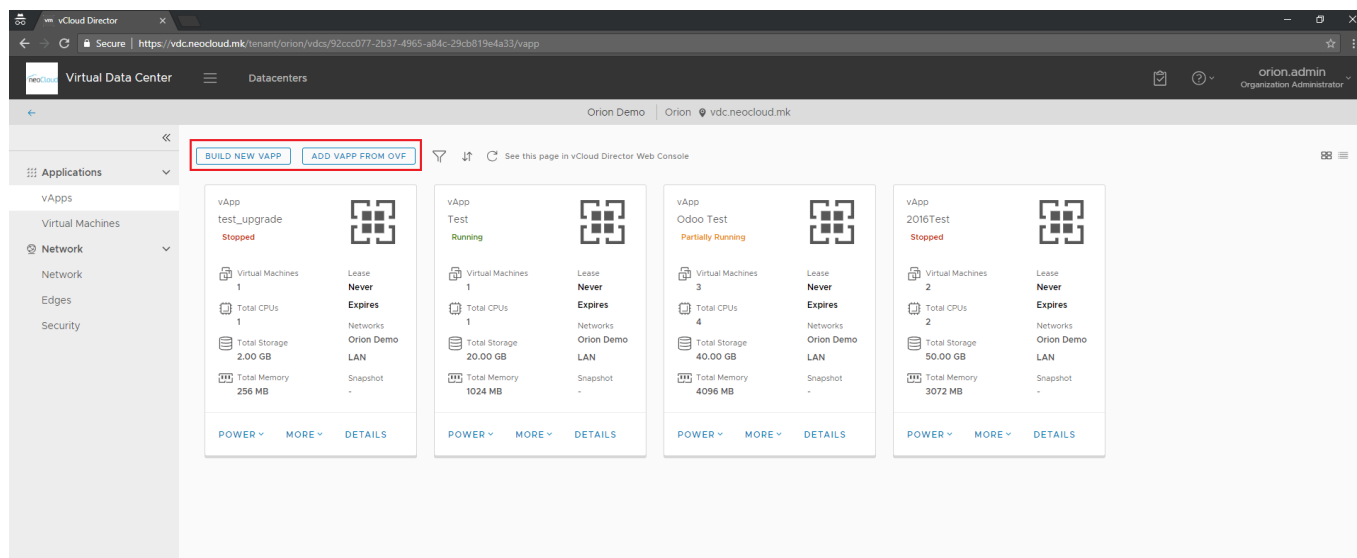 vm vCloud Director
Secure | https://vdc.neocloud.mk/tenant/orion/vdcs/92ccc077-2b37-4965-a84c-29cb819e4a33/vapp
neoCloud Virtual Data Center Datacenters orion.admin
Organization Administrator
Orion Demo Orion vdc.neocloud.mk
BUILD NEW VAPP ADD VAPP FROM OVF See this page in vCloud Director Web Console
Applications
vApps
Virtual Machines
Network
Network
Edges
Security
vApp
test_upgrade
Stopped
Virtual Machines
1
Total CPUs
1
Total Storage
2.00 GB
Total Memory
256 MB
Lease
Never
Expires
Networks
Orion Demo
LAN
Snapshot
-
POWER MORE DETAILS
vApp
Test
Running
Virtual Machines
1
Total CPUs
1
Total Storage
20.00 GB
Total Memory
1024 MB
Lease
Never
Expires
Networks
Orion Demo
LAN
Snapshot
-
POWER MORE DETAILS
vApp
Odoo Test
Partially Running
Virtual Machines
3
Total CPUs
4
Total Storage
40.00 GB
Total Memory
4096 MB
Lease
Never
Expires
Networks
Orion Demo
LAN
Snapshot
-
POWER MORE DETAILS
vApp
2016Test
Stopped
Virtual Machines
2
Total CPUs
2
Total Storage
50.00 GB
Total Memory
3072 MB
Lease
Never
Expires
Networks
Orion Demo
LAN
Snapshot
-
POWER MORE DETAILS